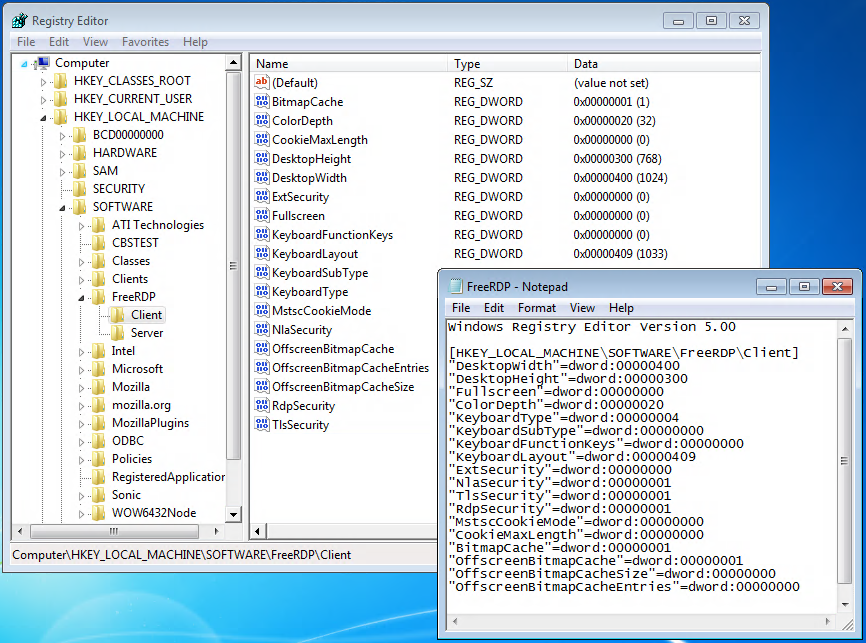 Registry Editor
File Edit View Favorites Help
Computer
HKEY_CLASSES_ROOT
HKEY_CURRENT_USER
HKEY_LOCAL_MACHINE
BCD00000000
HARDWARE
SAM
SECURITY
SOFTWARE
ATI Technologies
CBSTEST
Classes
Clients
FreeRDP
Client
Server
Intel
Microsoft
Mozilla
mozilla.org
MozillaPlugins
ODBC
Policies
RegisteredApplication
Sonic
WOW6432Node
Name Type Data
(Default) REG_SZ (value not set)
BitmapCache REG_DWORD 0x00000001 (1)
ColorDepth REG_DWORD 0x00000020 (32)
CookieMaxLength REG_DWORD 0x00000000 (0)
DesktopHeight REG_DWORD 0x00000300 (768)
DesktopWidth REG_DWORD 0x00000400 (1024)
ExtSecurity REG_DWORD 0x00000000 (0)
Fullscreen REG_DWORD 0x00000000 (0)
KeyboardFunctionKeys REG_DWORD 0x00000000 (0)
KeyboardLayout REG_DWORD 0x00000409 (1033)
KeyboardSubType
KeyboardType
MstscCookieMode
NlaSecurity
OffscreenBitmapCache
OffscreenBitmapCacheEntries
OffscreenBitmapCacheSize
RdpSecurity
TlsSecurity
Computer\HKEY_LOCAL_MACHINE\SOFTWARE\FreeRDP\Client
FreeRDP - Notepad
File Edit Format View Help
Windows Registry Editor Version 5.00
[HKEY_LOCAL_MACHINE\SOFTWARE\FreeRDP\Client]
"DesktopWidth"=dword:00000400
"DesktopHeight"=dword:00000300
"Fullscreen"=dword:00000000
"ColorDepth"=dword:00000020
"KeyboardType"=dword:00000004
"KeyboardSubType"=dword:00000000
"KeyboardFunctionKeys"=dword:00000000
"KeyboardLayout"=dword:00000409
"ExtSecurity"=dword:00000000
"NlaSecurity"=dword:00000001
"TlsSecurity"=dword:00000001
"RdpSecurity"=dword:00000001
"MstscCookieMode"=dword:00000000
"CookieMaxLength"=dword:00000000
"BitmapCache"=dword:00000001
"OffscreenBitmapCache"=dword:00000001
"OffscreenBitmapCacheSize"=dword:00000000
"OffscreenBitmapCacheEntries"=dword:00000000